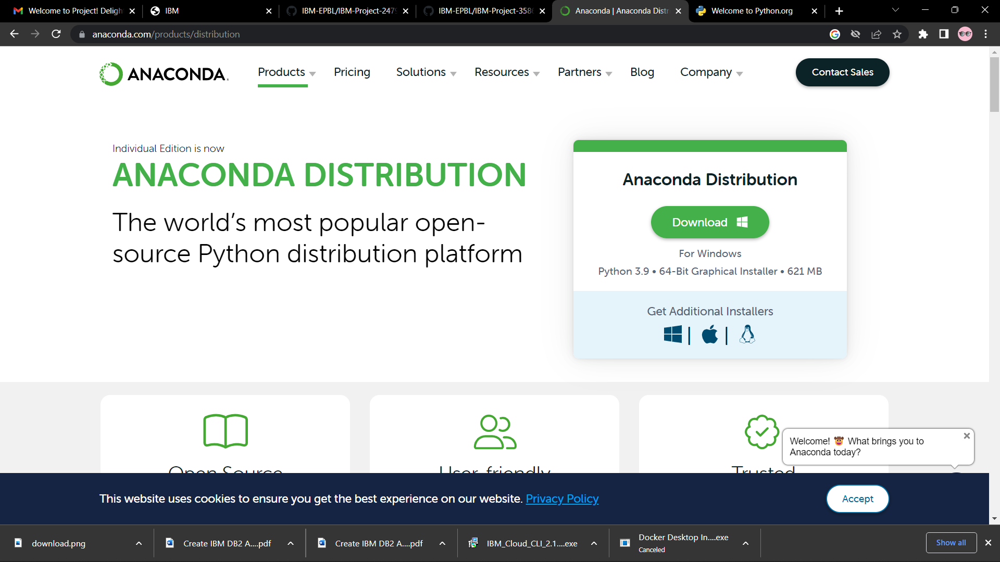 Welcome to Project! Deligh
IBM
IBM-EPBL/IBM-Project-2479
IBM-EPBL/IBM-Project-3586
Anaconda | Anaconda Distr
Welcome to Python.org
anaconda.com/products/distribution
ANACONDA.
Products
Pricing
Solutions
Resources
Partners
Blog
Company
Contact Sales
Individual Edition is now
ANACONDA DISTRIBUTION
The world’s most popular open-
source Python distribution platform
Anaconda Distribution
Download
For Windows
Python 3.9 • 64-Bit Graphical Installer • 621 MB
Get Additional Installers
Open Source
User-friendly
Trusted
Welcome! 🤠 What brings you to
Anaconda today?
This website uses cookies to ensure you get the best experience on our website. Privacy Policy
Accept
download.png
Create IBM DB2 A....pdf
Create IBM DB2 A....pdf
IBM_Cloud_CLI_2.1....exe
Docker Desktop In....exe
Canceled
Show all